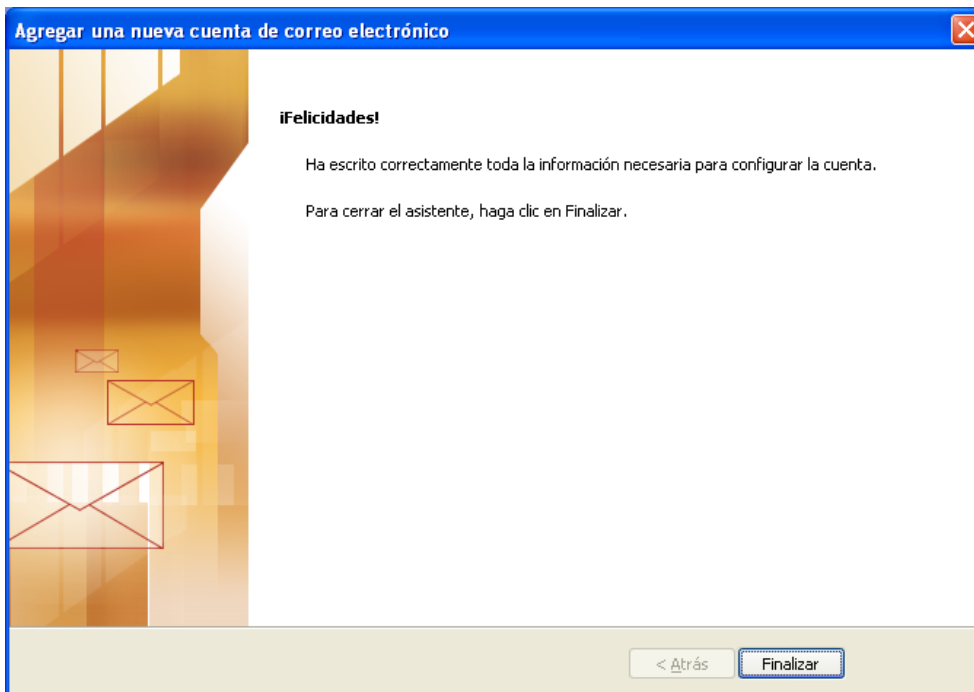 Agregar una nueva cuenta de correo electrónico
¡Felicidades!
Ha escrito correctamente toda la información necesaria para configurar la cuenta.
Para cerrar el asistente, haga clic en Finalizar.
< Atrás Finalizar